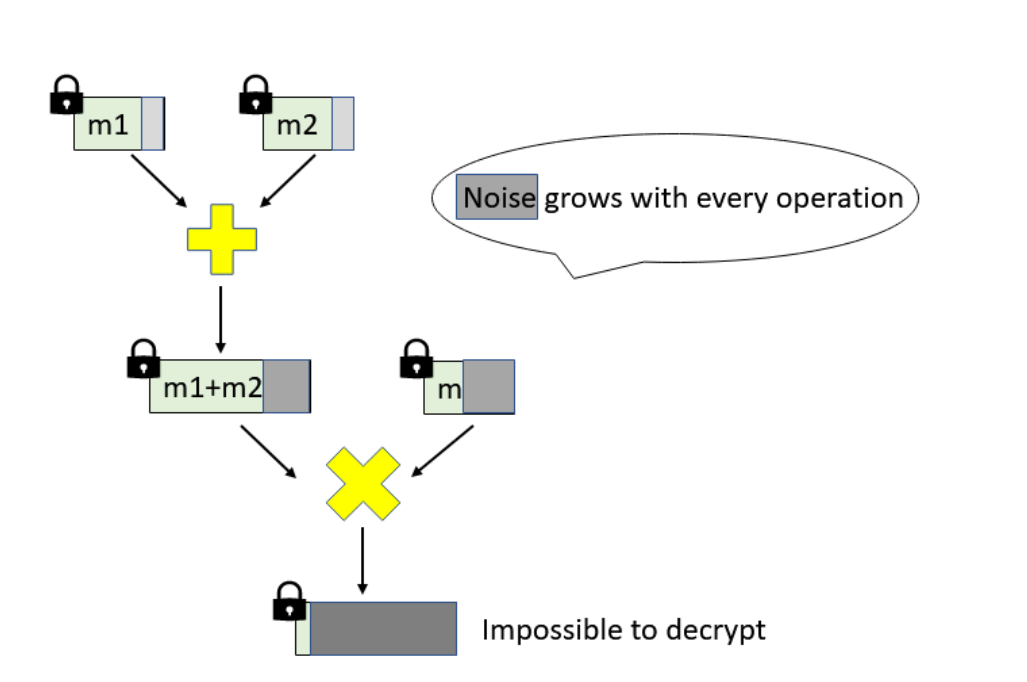 m1
m2
Noise grows with every operation
m1+m2
m
Impossible to decrypt